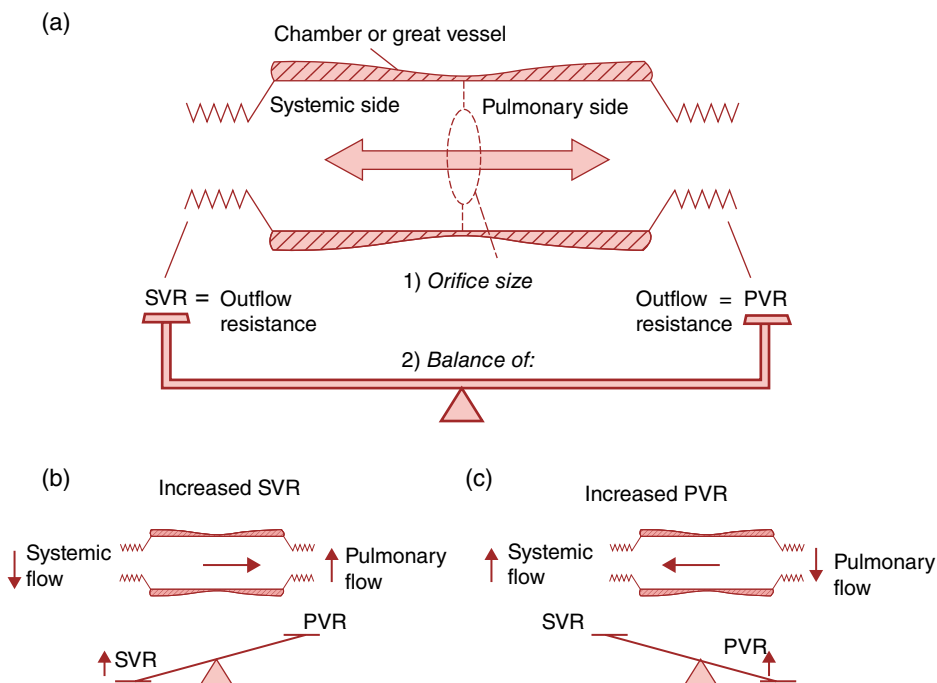 (a)
Chamber or great vessel
Systemic side
Pulmonary side
1) Orifice size
SVR = Outflow
resistance
Outflow = PVR
resistance
2) Balance of:
(b)
Increased SVR
Systemic
flow
Pulmonary
flow
PVR
SVR
(c)
Increased PVR
Systemic
flow
Pulmonary
flow
SVR
PVR